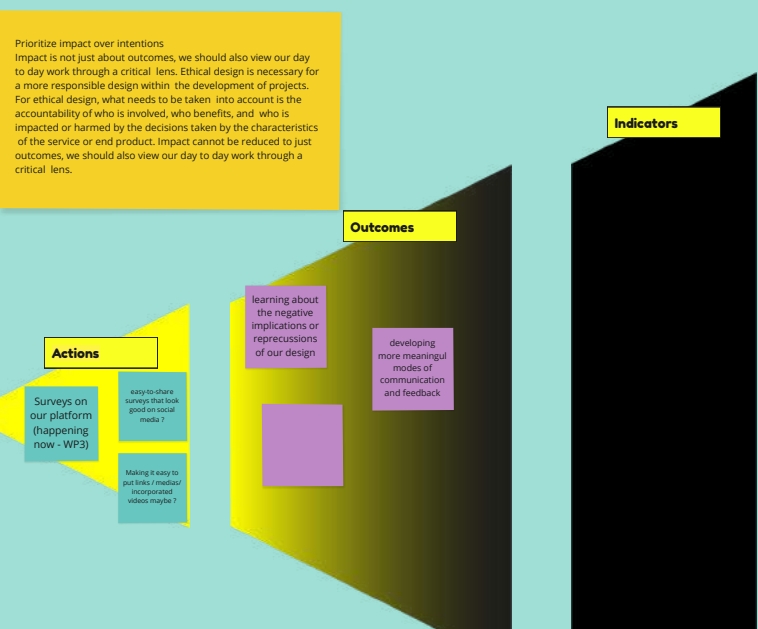 Prioritize impact over intentions
Impact is not just about outcomes, we should also view our day
to day work through a critical lens. Ethical design is necessary for
a more responsible design within the development of projects.
For ethical design, what needs to be taken into account is the
accountability of who is involved, who benefits, and who is
impacted or harmed by the decisions taken by the characteristics
of the service or end product. Impact cannot be reduced to just
outcomes, we should also view our day to day work through a
critical lens.
Indicators
Outcomes
learning about
the negative
implications or
reprecussions
of our design
developing
more meaningul
modes of
communication
and feedback
Actions
Surveys on
our platform
(happening
now - WP3)
easy-to-share
surveys that look
good on social
media ?
Making it easy to
put links / medias/
incorporated
videos maybe ?